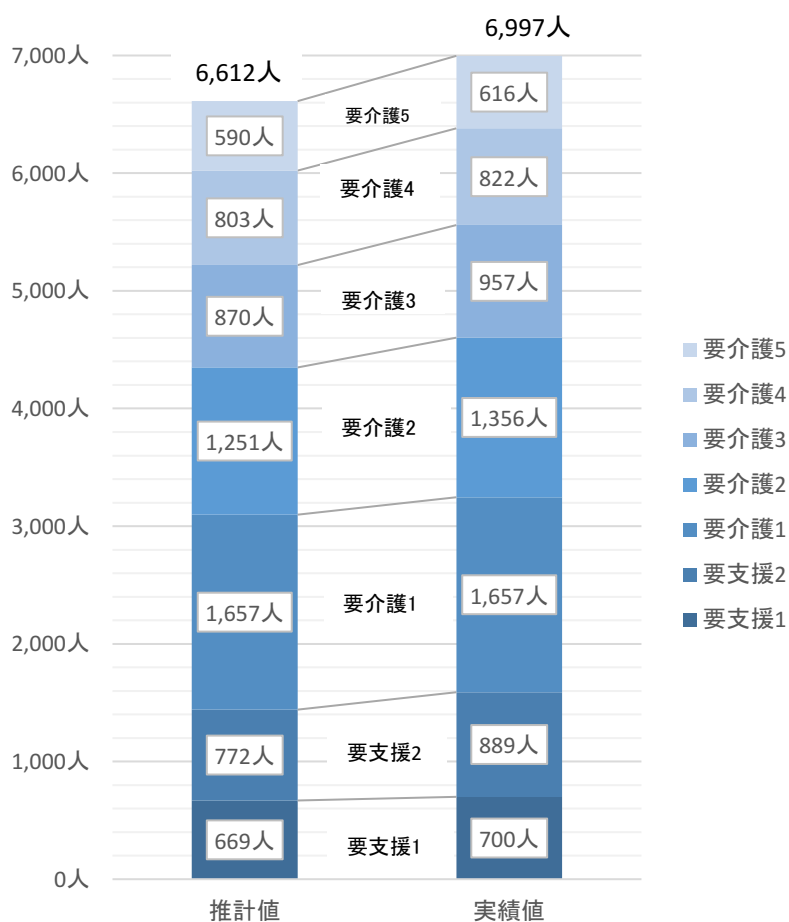 6,997人
7,000人
6,612人
616人
要介護5
590人
6,000人
822人
要介護4
803人
957人
5,000人
要介護3
870人
要介護5
要介護4
4,000人
1,356人
要介護2
1,251人
要介護3
要介護2
3,000人
要介護1
要支援2
1,657人
要介護1
1,657人
要支援1
2,000人
889人
要支援2
772人
1,000人
700人
要支援1
669人
0人
推計値
実績値